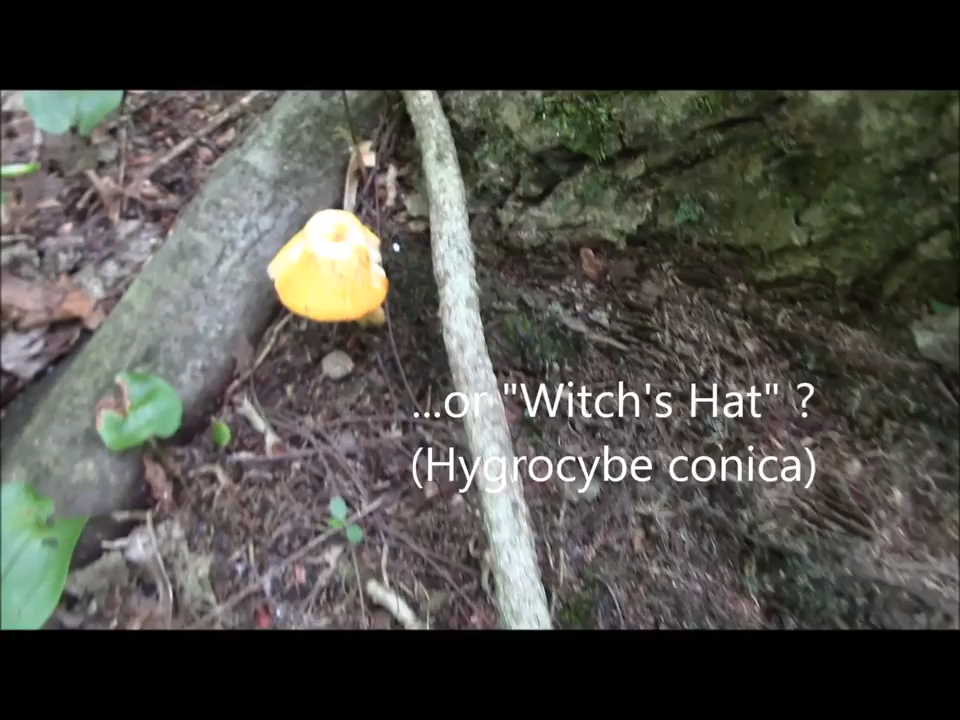 ...or "Witch's Hat" ?
(Hygrocybe conica)